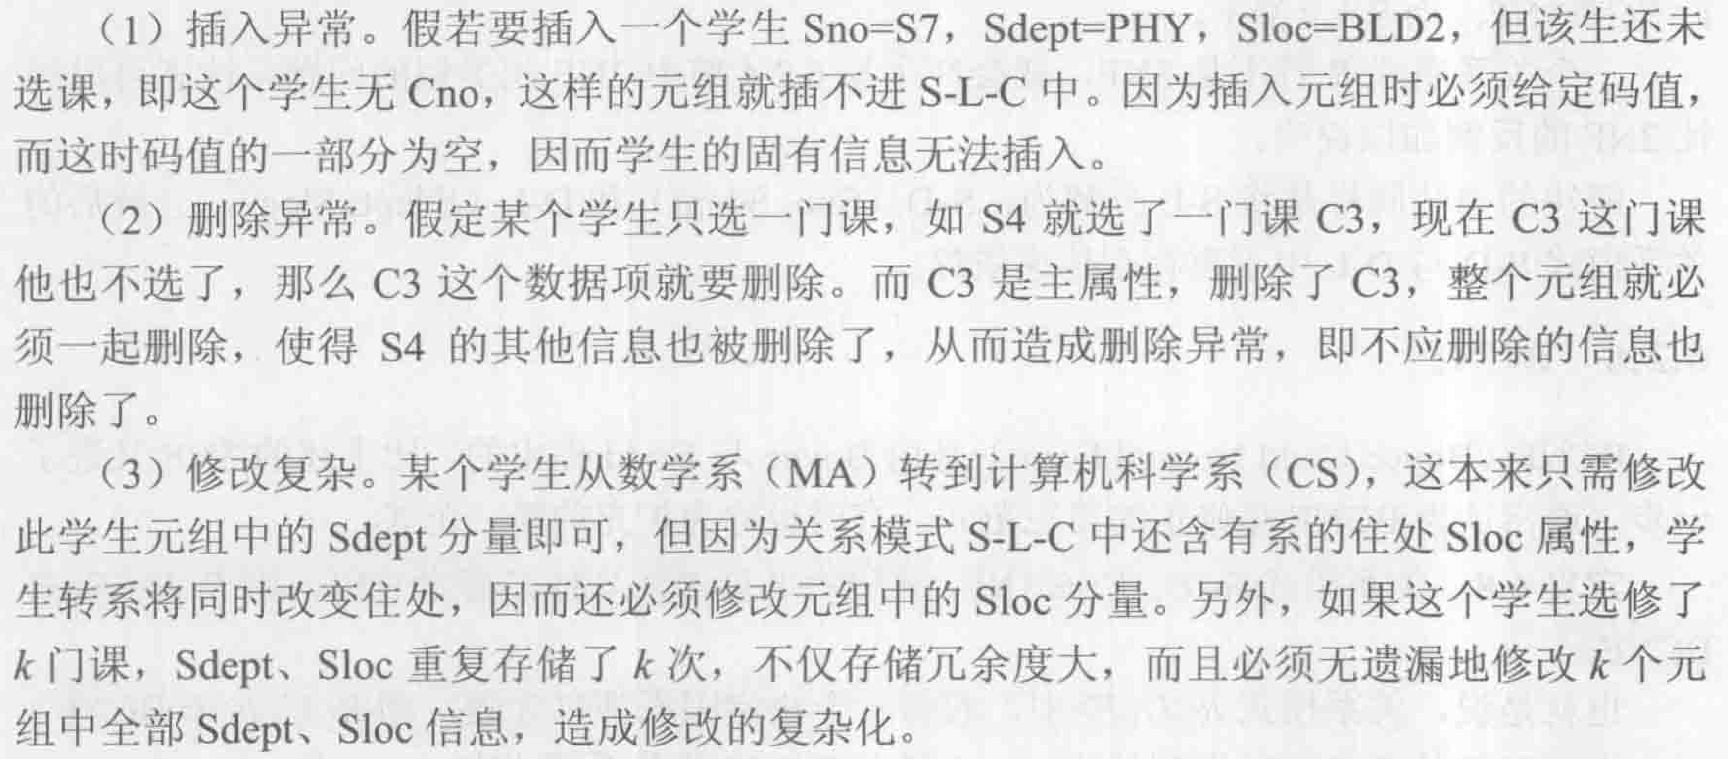 （1）插入异常。假若要插入一个学生 Sno=S7，Sdept=PHY，Sloc=BLD2，但该生还未
选课，即这个学生无 Cno，这样的元组就插不进 S-L-C 中。因为插入元组时必须给定码值，
而这时码值的一部分为空，因而学生的固有信息无法插入。
（2）删除异常。假定某个学生只选一门课，如 S4 就选了一门课 C3，现在 C3 这门课
他也不选了，那么 C3 这个数据项就要删除。而 C3 是主属性，删除了 C3，整个元组就必
须一起删除，使得 S4 的其他信息也被删除了，从而造成删除异常，即不应删除的信息也
删除了。
（3）修改复杂。某个学生从数学系（MA）转到计算机科学系（CS），这本来只需修改
此学生元组中的 Sdept 分量即可，但因为关系模式 S-L-C 中还含有系的住处 Sloc 属性，学
生转系将同时改变住处，因而还必须修改元组中的 Sloc 分量。另外，如果这个学生选修了
k 门课，Sdept、Sloc 重复存储了 k 次，不仅存储冗余度大，而且必须无遗漏地修改 k 个元
组中全部 Sdept、Sloc 信息，造成修改的复杂化。